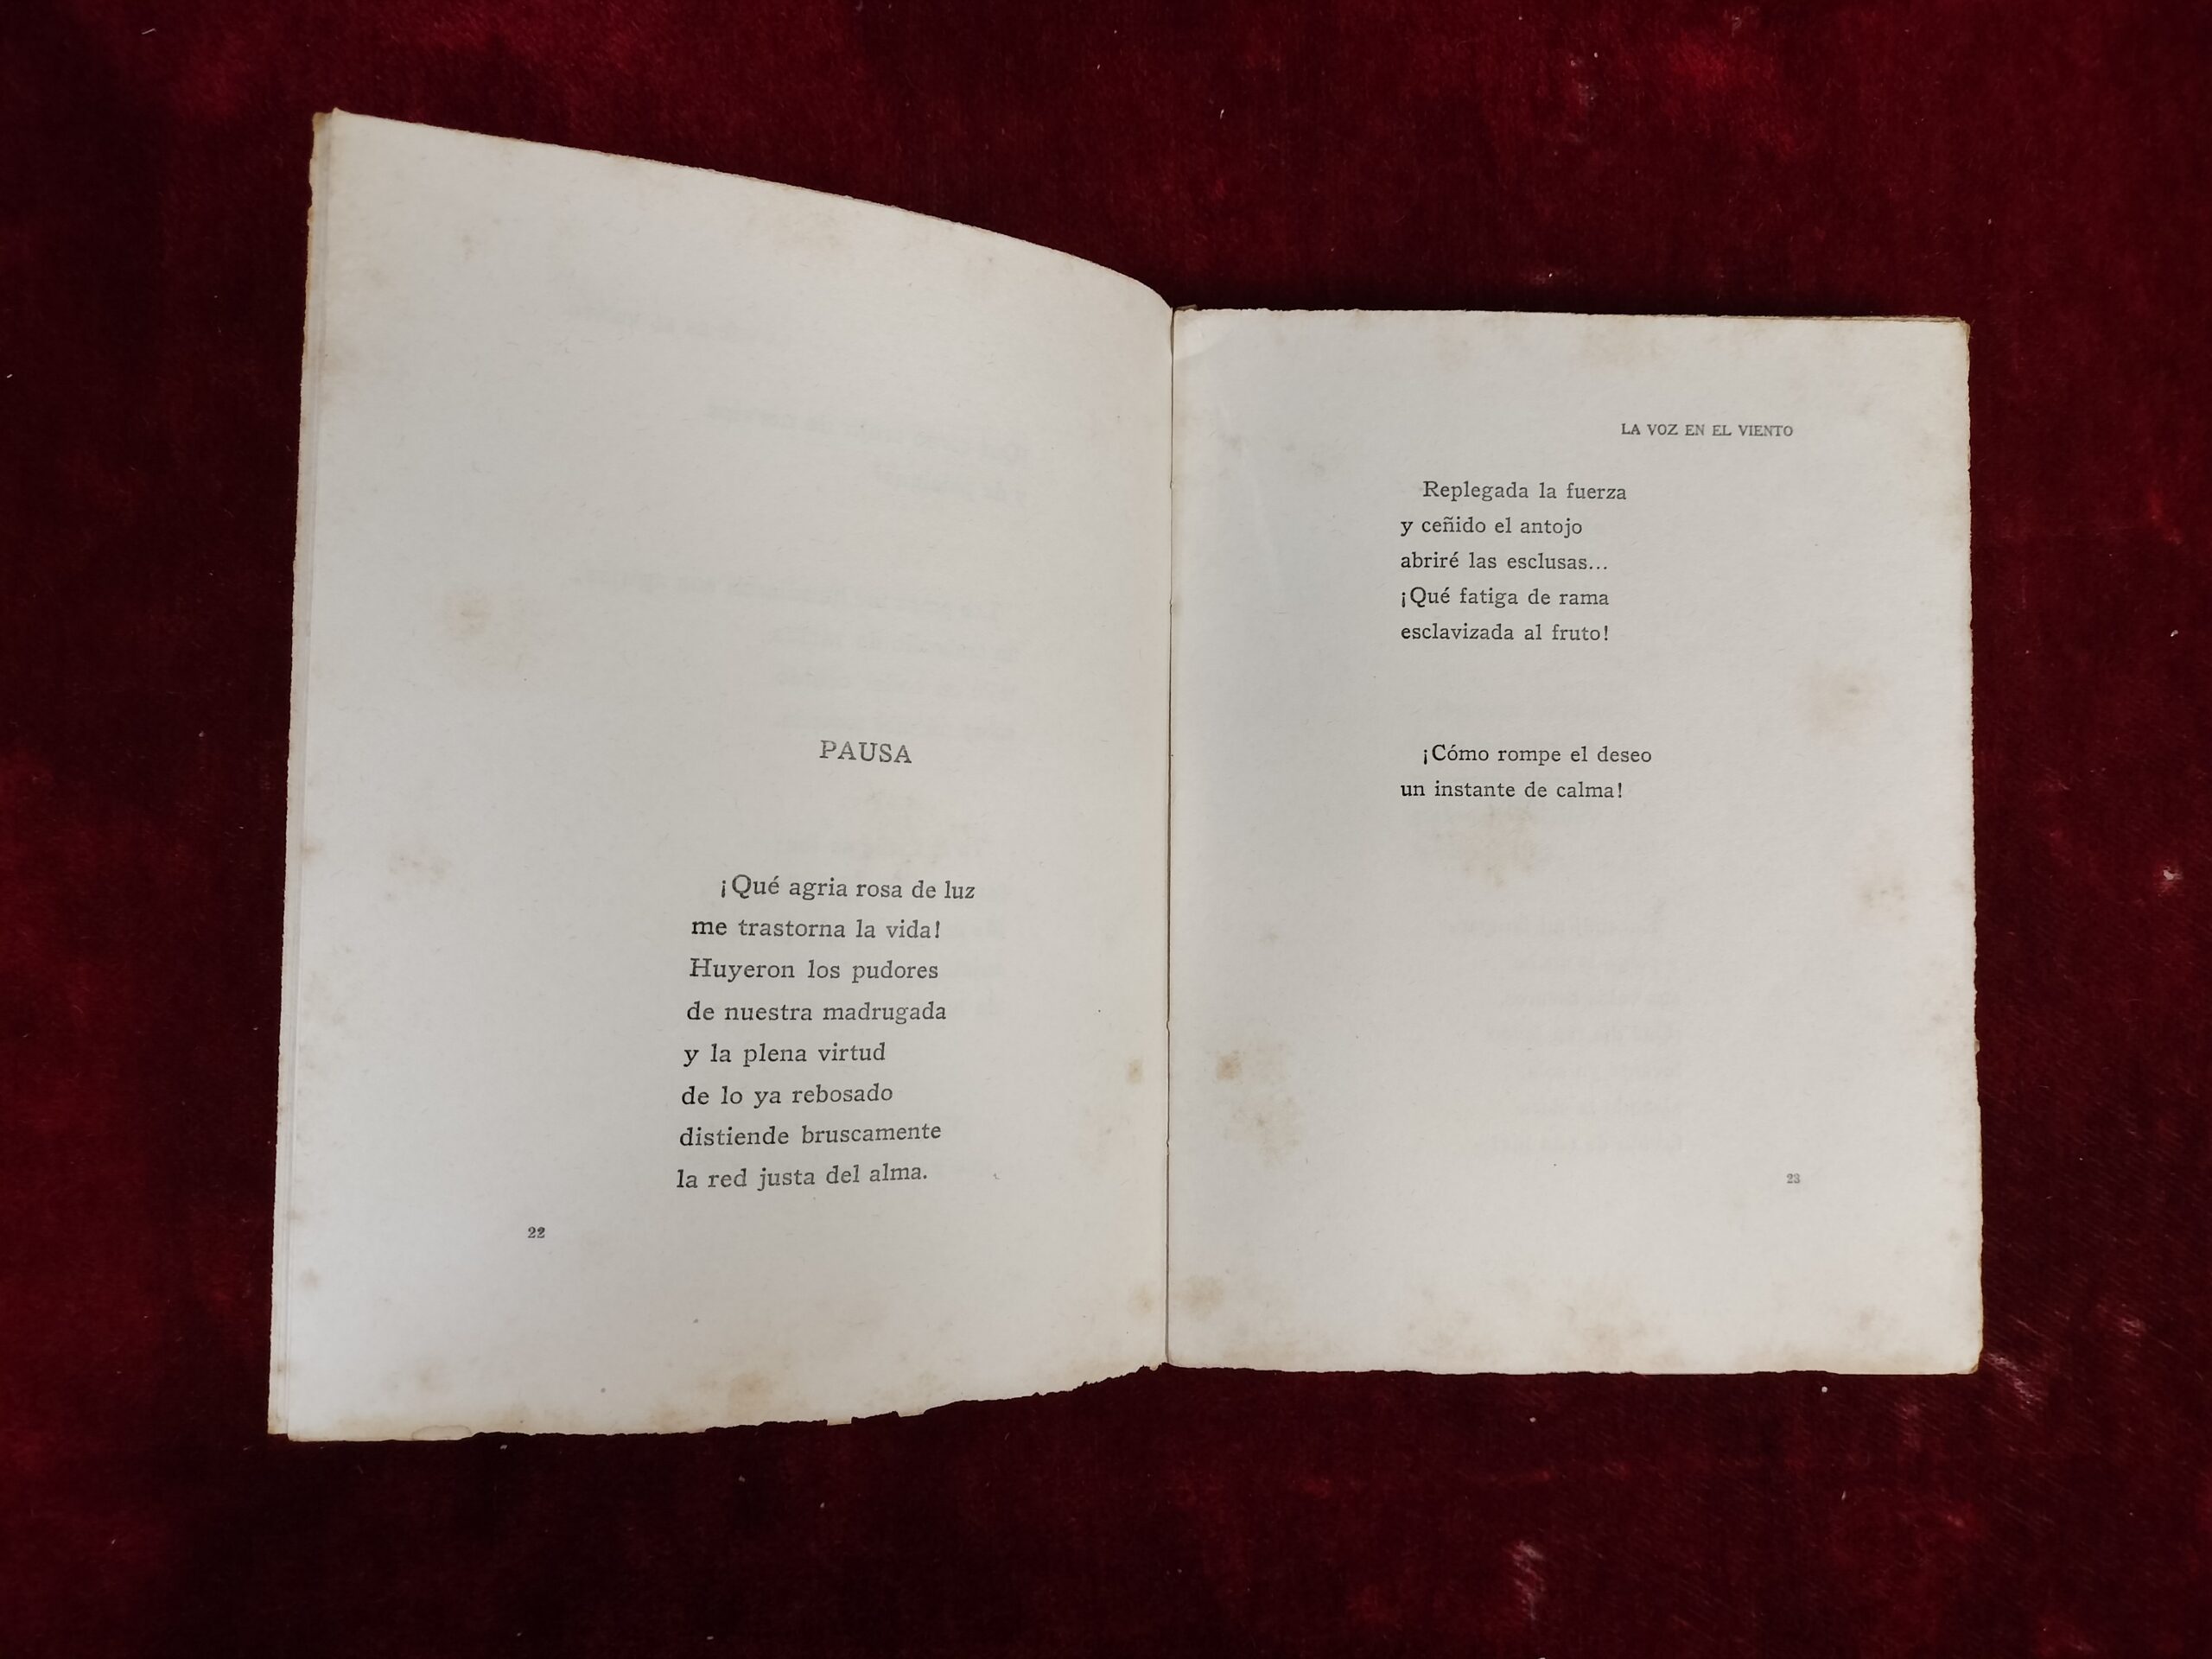 PAUSA
¡Qué agria rosa de luz
me trastorna la vida!
Huyeron los pudores
de nuestra madrugada
y la plena virtud
de lo ya rebosado
distiende bruscamente
la red justa del alma.
22
LA VOZ EN EL VIENTO
Replegada la fuerza
y ceñido el antojo
abriré las esclusas...
¡Qué fatiga de rama
esclavizada al fruto!
¡Cómo rompe el deseo
un instante de calma!
23